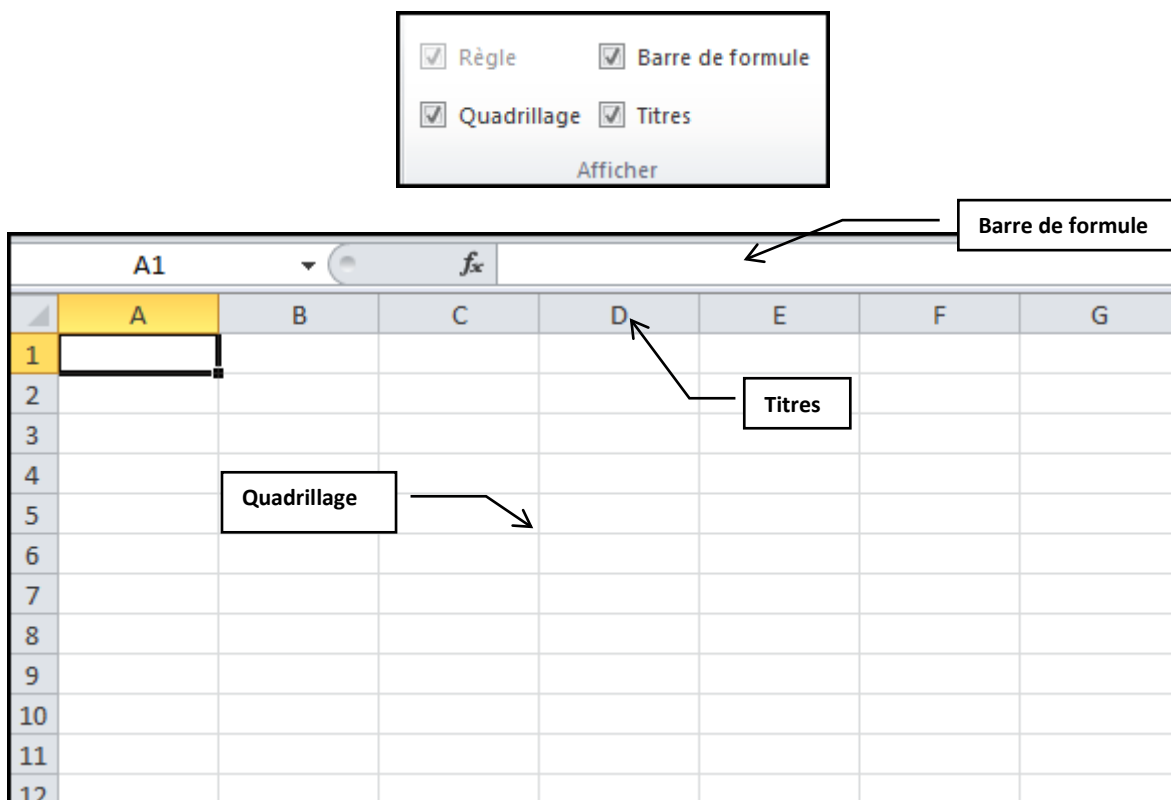 Règle Barre de formule
Quadrillage Titres
Afficher
Barre de formule
A1 fx
A B C D E F G
1
2
Titres
3
4
Quadrillage
5
6
7
8
9
10
11
12